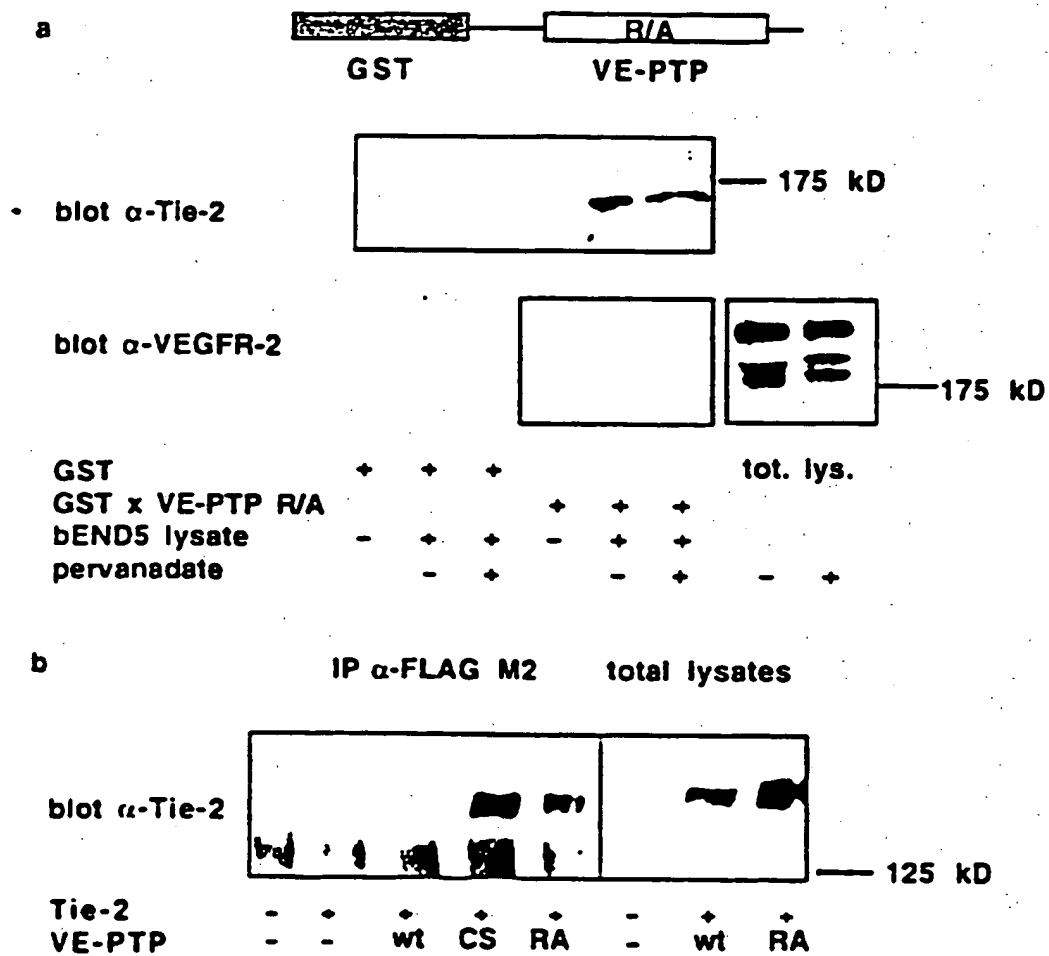 a
R/A
GST VE-PTP
175 kD
blot α-Tie-2
blot α-VEGFR-2
175 kD
GST + + + tot. lys.
GST x VE-PTP R/A + + +
bEND5 lysate - + + - + +
pervanadate - + - + - +
b
IP α-FLAG M2 total lysates
blot α-Tie-2
125 kD
Tie-2 - + + + + - + +
VE-PTP - - wt CS RA - wt RA